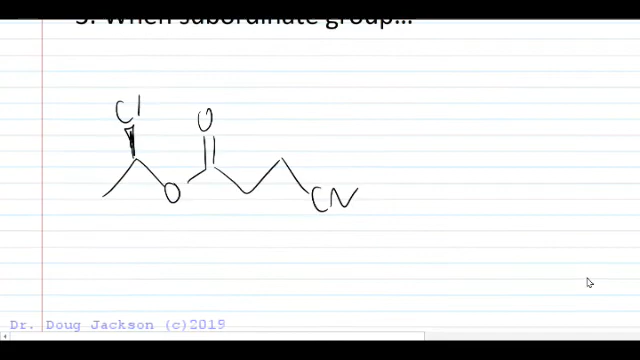 3. When subordinate group...
Cl
O
O
CN
Dr. Doug Jackson (c)2019